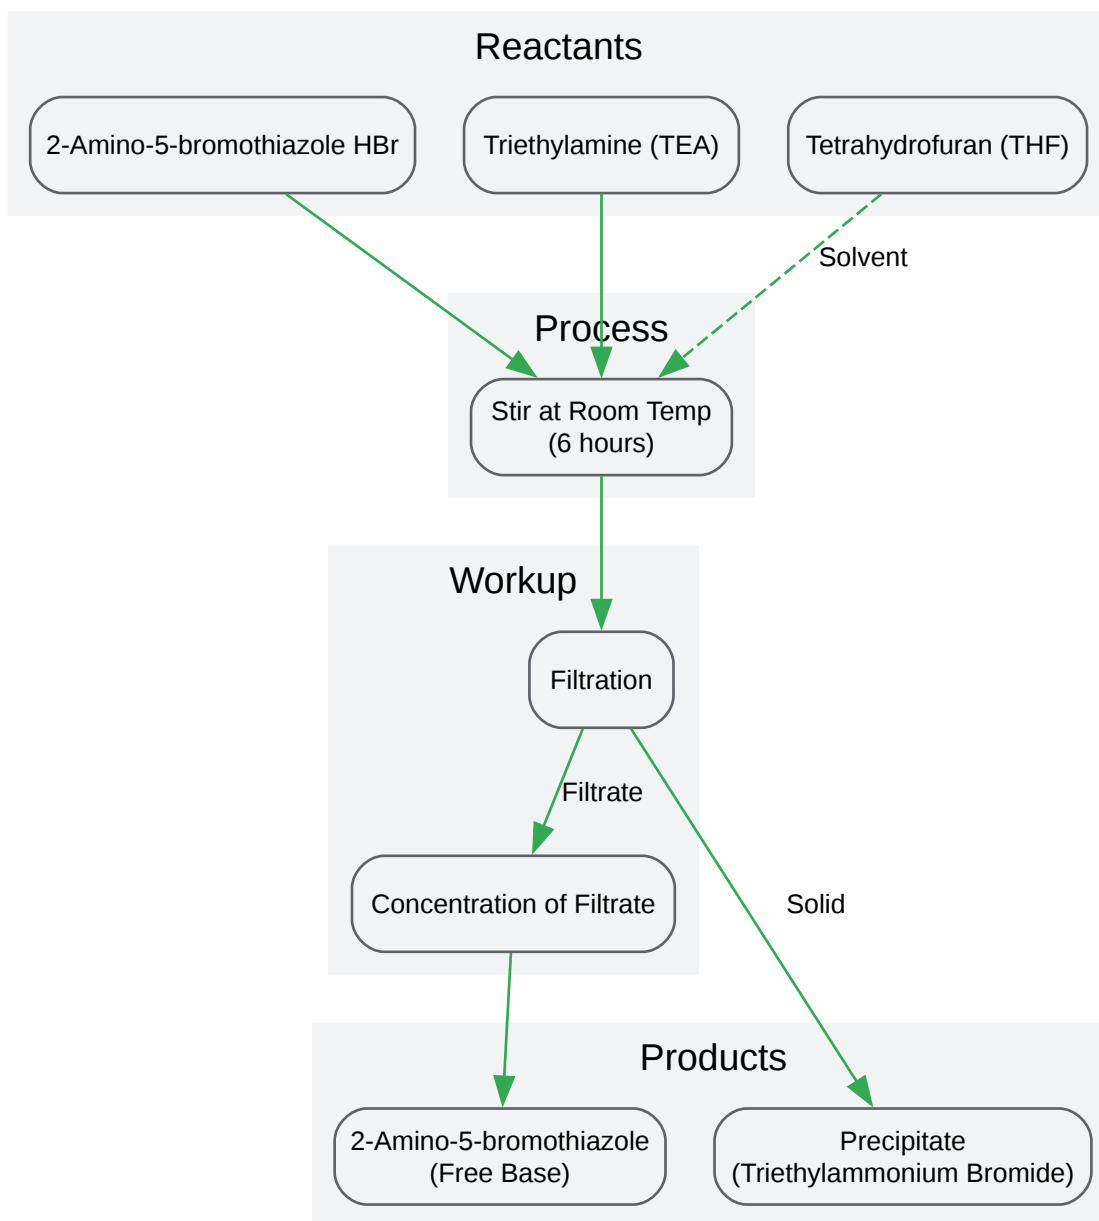 Reactants
2-Amino-5-bromothiazole HBr
Triethylamine (TEA)
Tetrahydrofuran (THF)
Solvent
Process
Stir at Room Temp
(6 hours)
Workup
Filtration
Filtrate
Concentration of Filtrate
Solid
Products
2-Amino-5-bromothiazole
(Free Base)
Precipitate
(Triethylammonium Bromide)